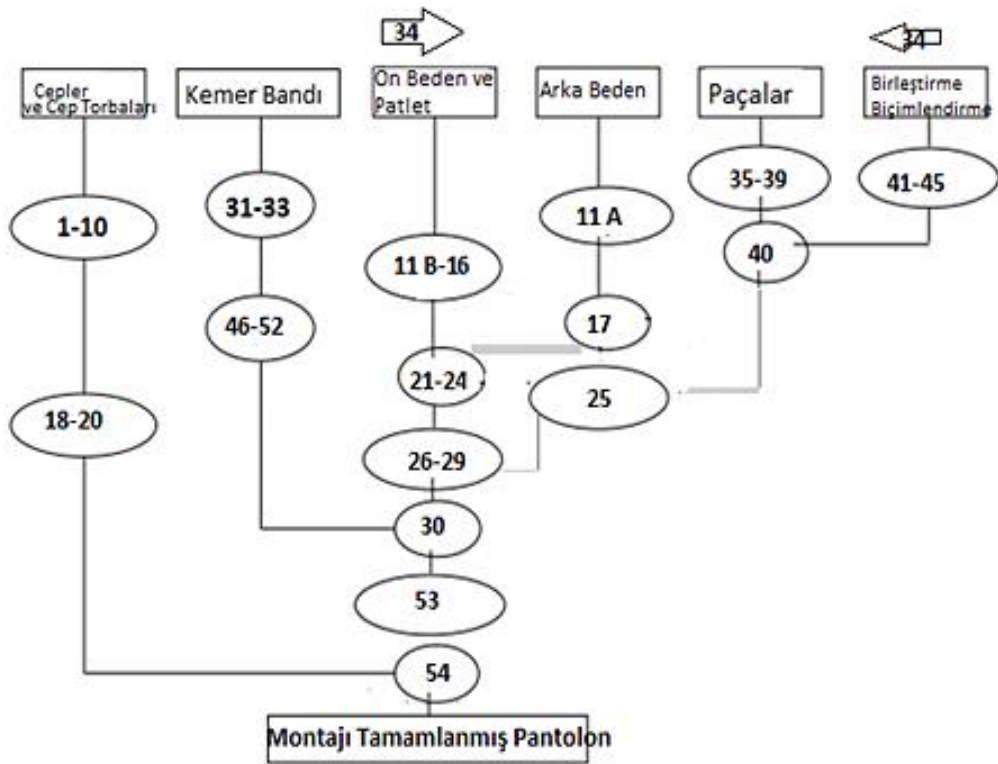 34
34
Cepler
ve Cep Torbaları
Kemer Bandı
On Beden ve
Patlet
Arka Beden
Paçalar
Birleştirme
Biçimlendirme
1-10
31-33
11 B-16
11 A
35-39
41-45
40
46-52
17
21-24
25
18-20
26-29
30
53
54
Montajı Tamamlanmış Pantolon